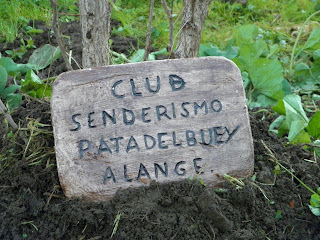 CLUB
SENDERISMO
PATADELBUEY
ALANGE